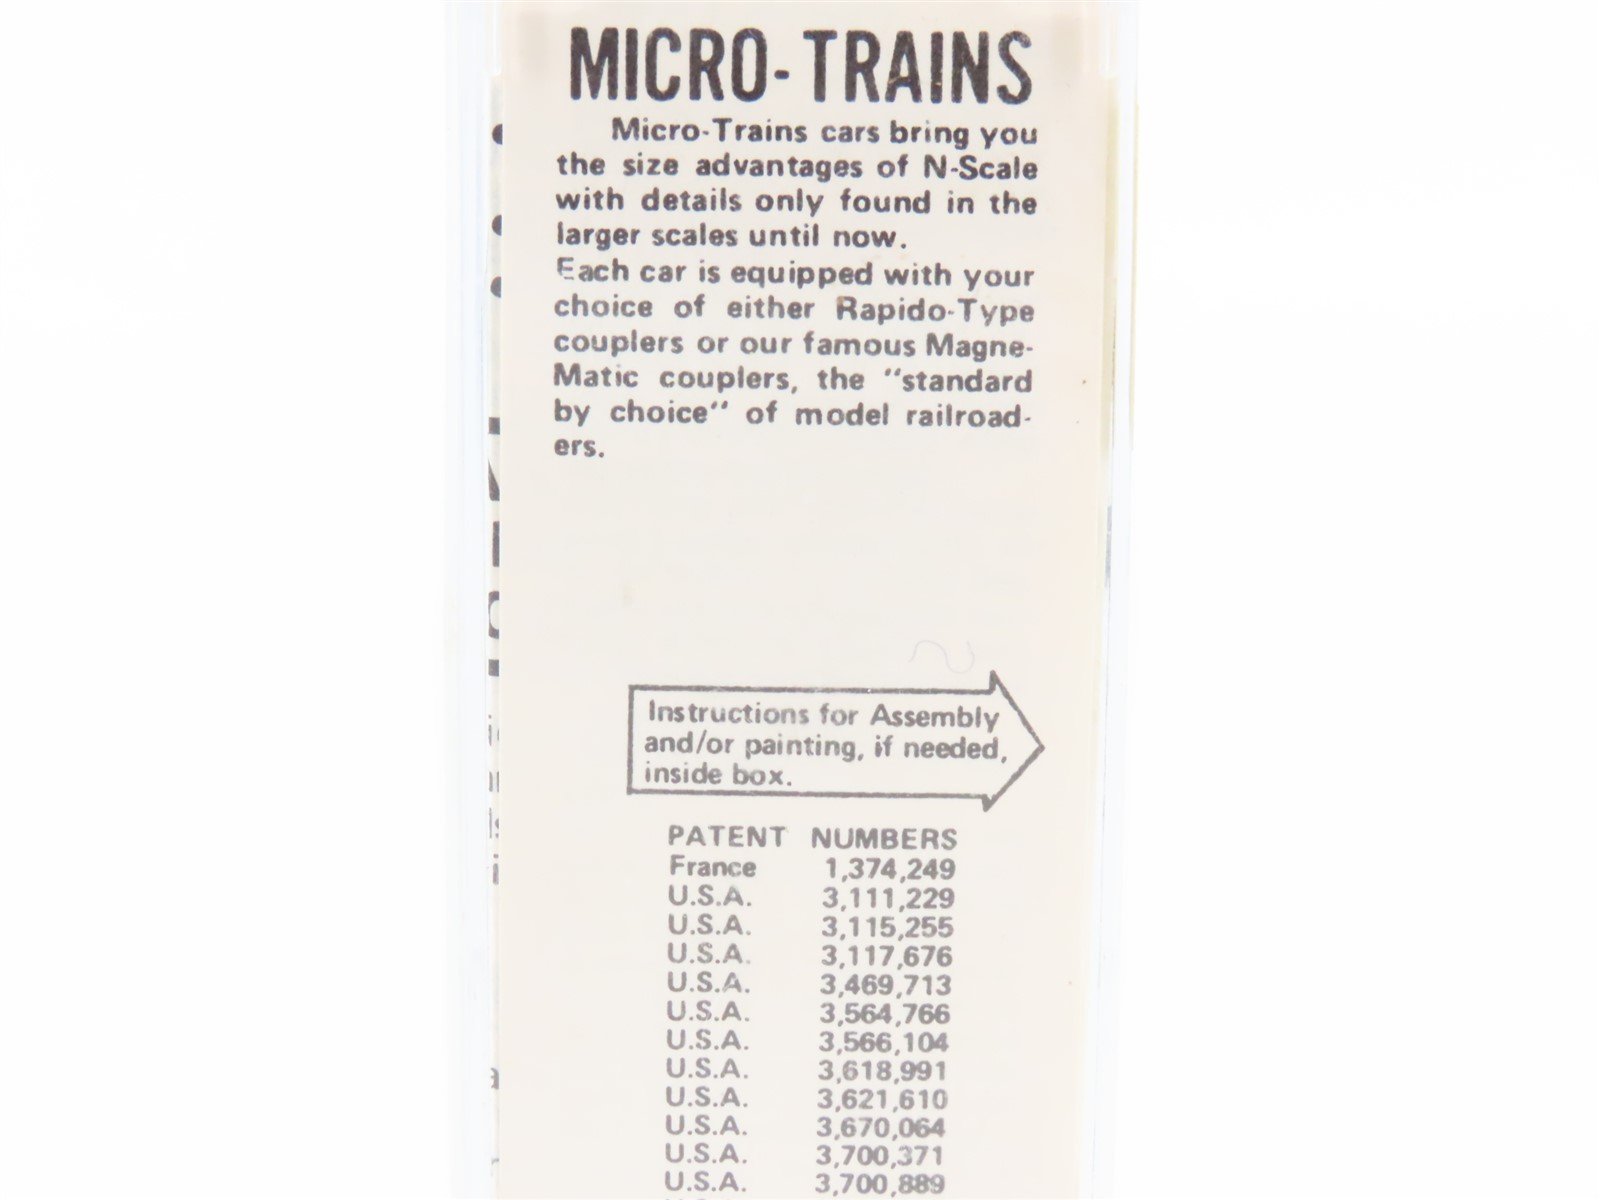 MICRO-TRAINS
Micro-Trains cars bring you
the size advantages of N-Scale
with details only found in the
larger scales until now.
Each car is equipped with your
choice of either Rapido-Type
couplers or our famous Magne-
Matic couplers, the "standard
by choice" of model railroad-
ers.
Instructions for Assembly
and/or painting, if needed,
inside box.
PATENT NUMBERS
France 1,374,249
U.S.A. 3,111,229
U.S.A. 3,115,255
U.S.A. 3,117,676
U.S.A. 3,469,713
U.S.A. 3,564,766
U.S.A. 3,566,104
U.S.A. 3,618,991
U.S.A. 3,621,610
U.S.A. 3,670,064
U.S.A. 3,700,371
U.S.A. 3,700,889